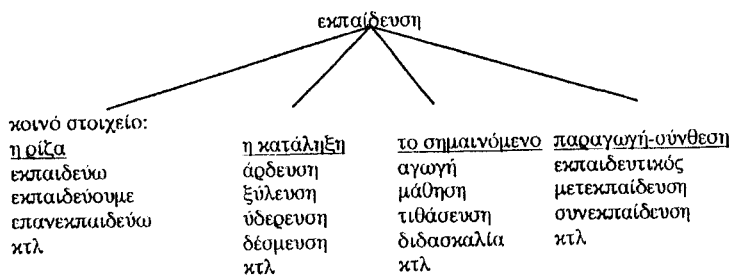 εκπαίδευση
κοινό στοιχείο:
η ρίζα
εκπαιδεύω
εκπαιδεύουμε
επανεκπαιδεύω
κτλ
η κατάληξη
άρδευση
ξύλευση
ύδερευση
δέσμευση
κτλ
το σημαινόμενο
αγωγή
μάθηση
τιθάσευση
διδασκαλία
κτλ
παραγωγή-σύνθεση
εκπαιδευτικός
μετεκπαίδευση
συνεκπαίδευση
κτλ